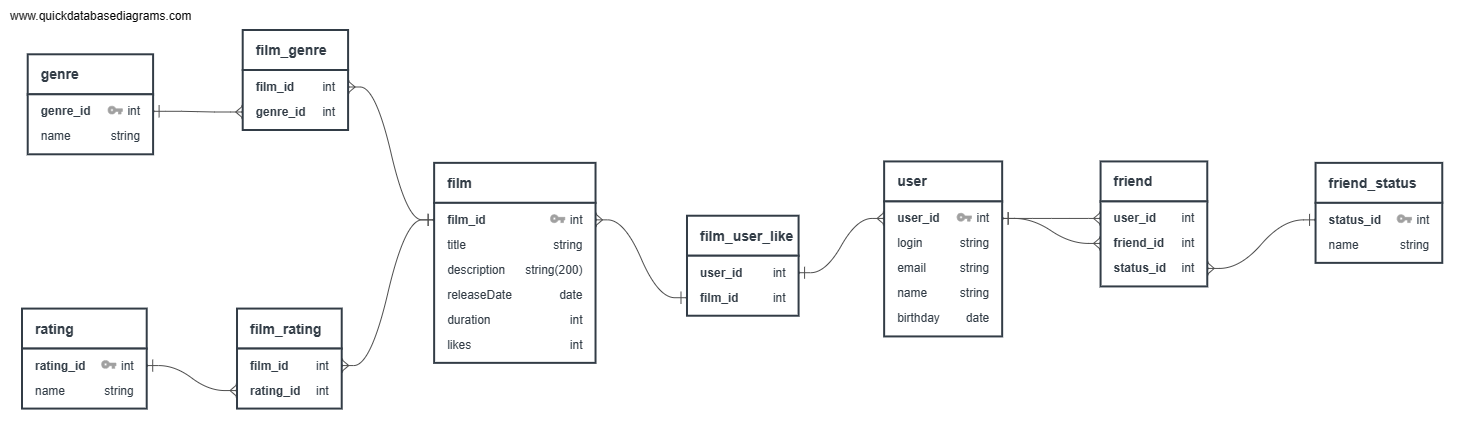 www.quickdatabasediagrams.com
genre
genre_id int
name string
film_genre
film_id int
genre_id int
rating
rating_id int
name string
film_rating
film_id int
rating_id int
film
film_id int
title string
description string(200)
releaseDate date
duration int
likes int
film_user_like
user_id int
film_id int
user
user_id int
login string
email string
name string
birthday date
friend
user_id int
friend_id int
status_id int
friend_status
status_id int
name string